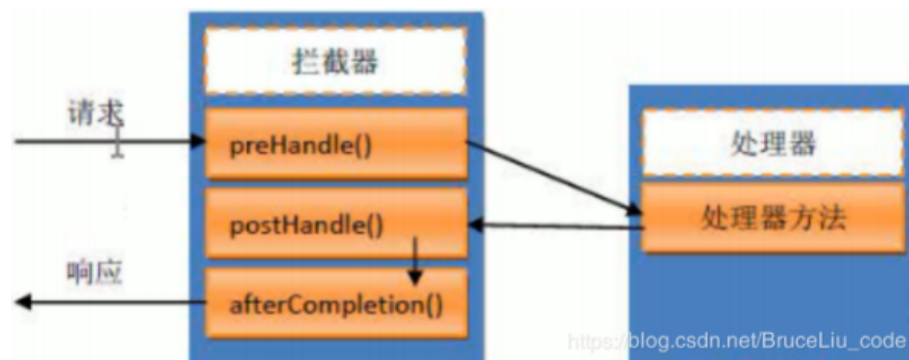 拦截器
请求
preHandle()
处理器
处理器方法
postHandle()
响应
afterCompletion()
https://blog.csdn.net/BruceLiu_code